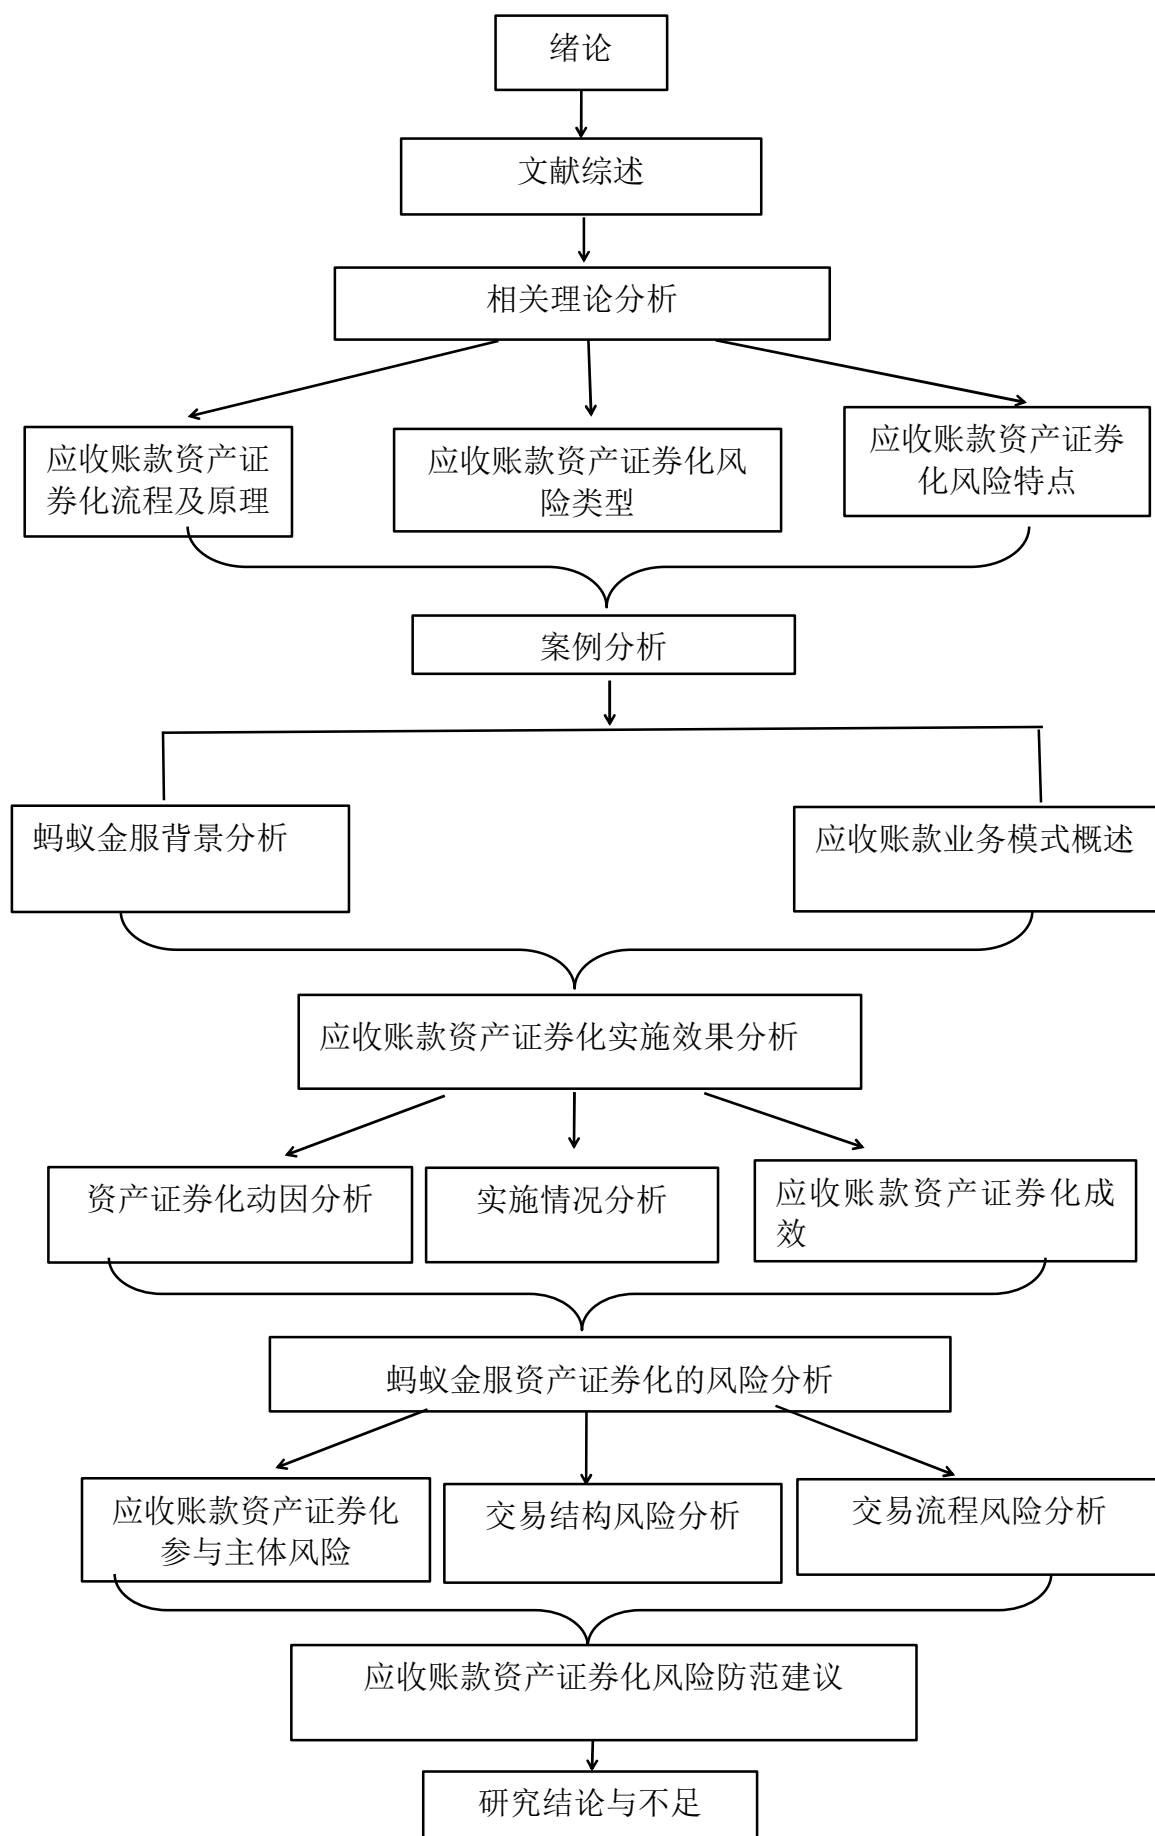 绪论
文献综述
相关理论分析
应收账款资产证
券化流程及原理
应收账款资产证券化风
险类型
应收账款资产证券
化风险特点
案例分析
蚂蚁金服背景分析
应收账款业务模式概述
应收账款资产证券化实施效果分析
资产证券化动因分析
实施情况分析
应收账款资产证券化成
效
蚂蚁金服资产证券化的风险分析
应收账款资产证券化
参与主体风险
交易结构风险分析
交易流程风险分析
应收账款资产证券化风险防范建议
研究结论与不足